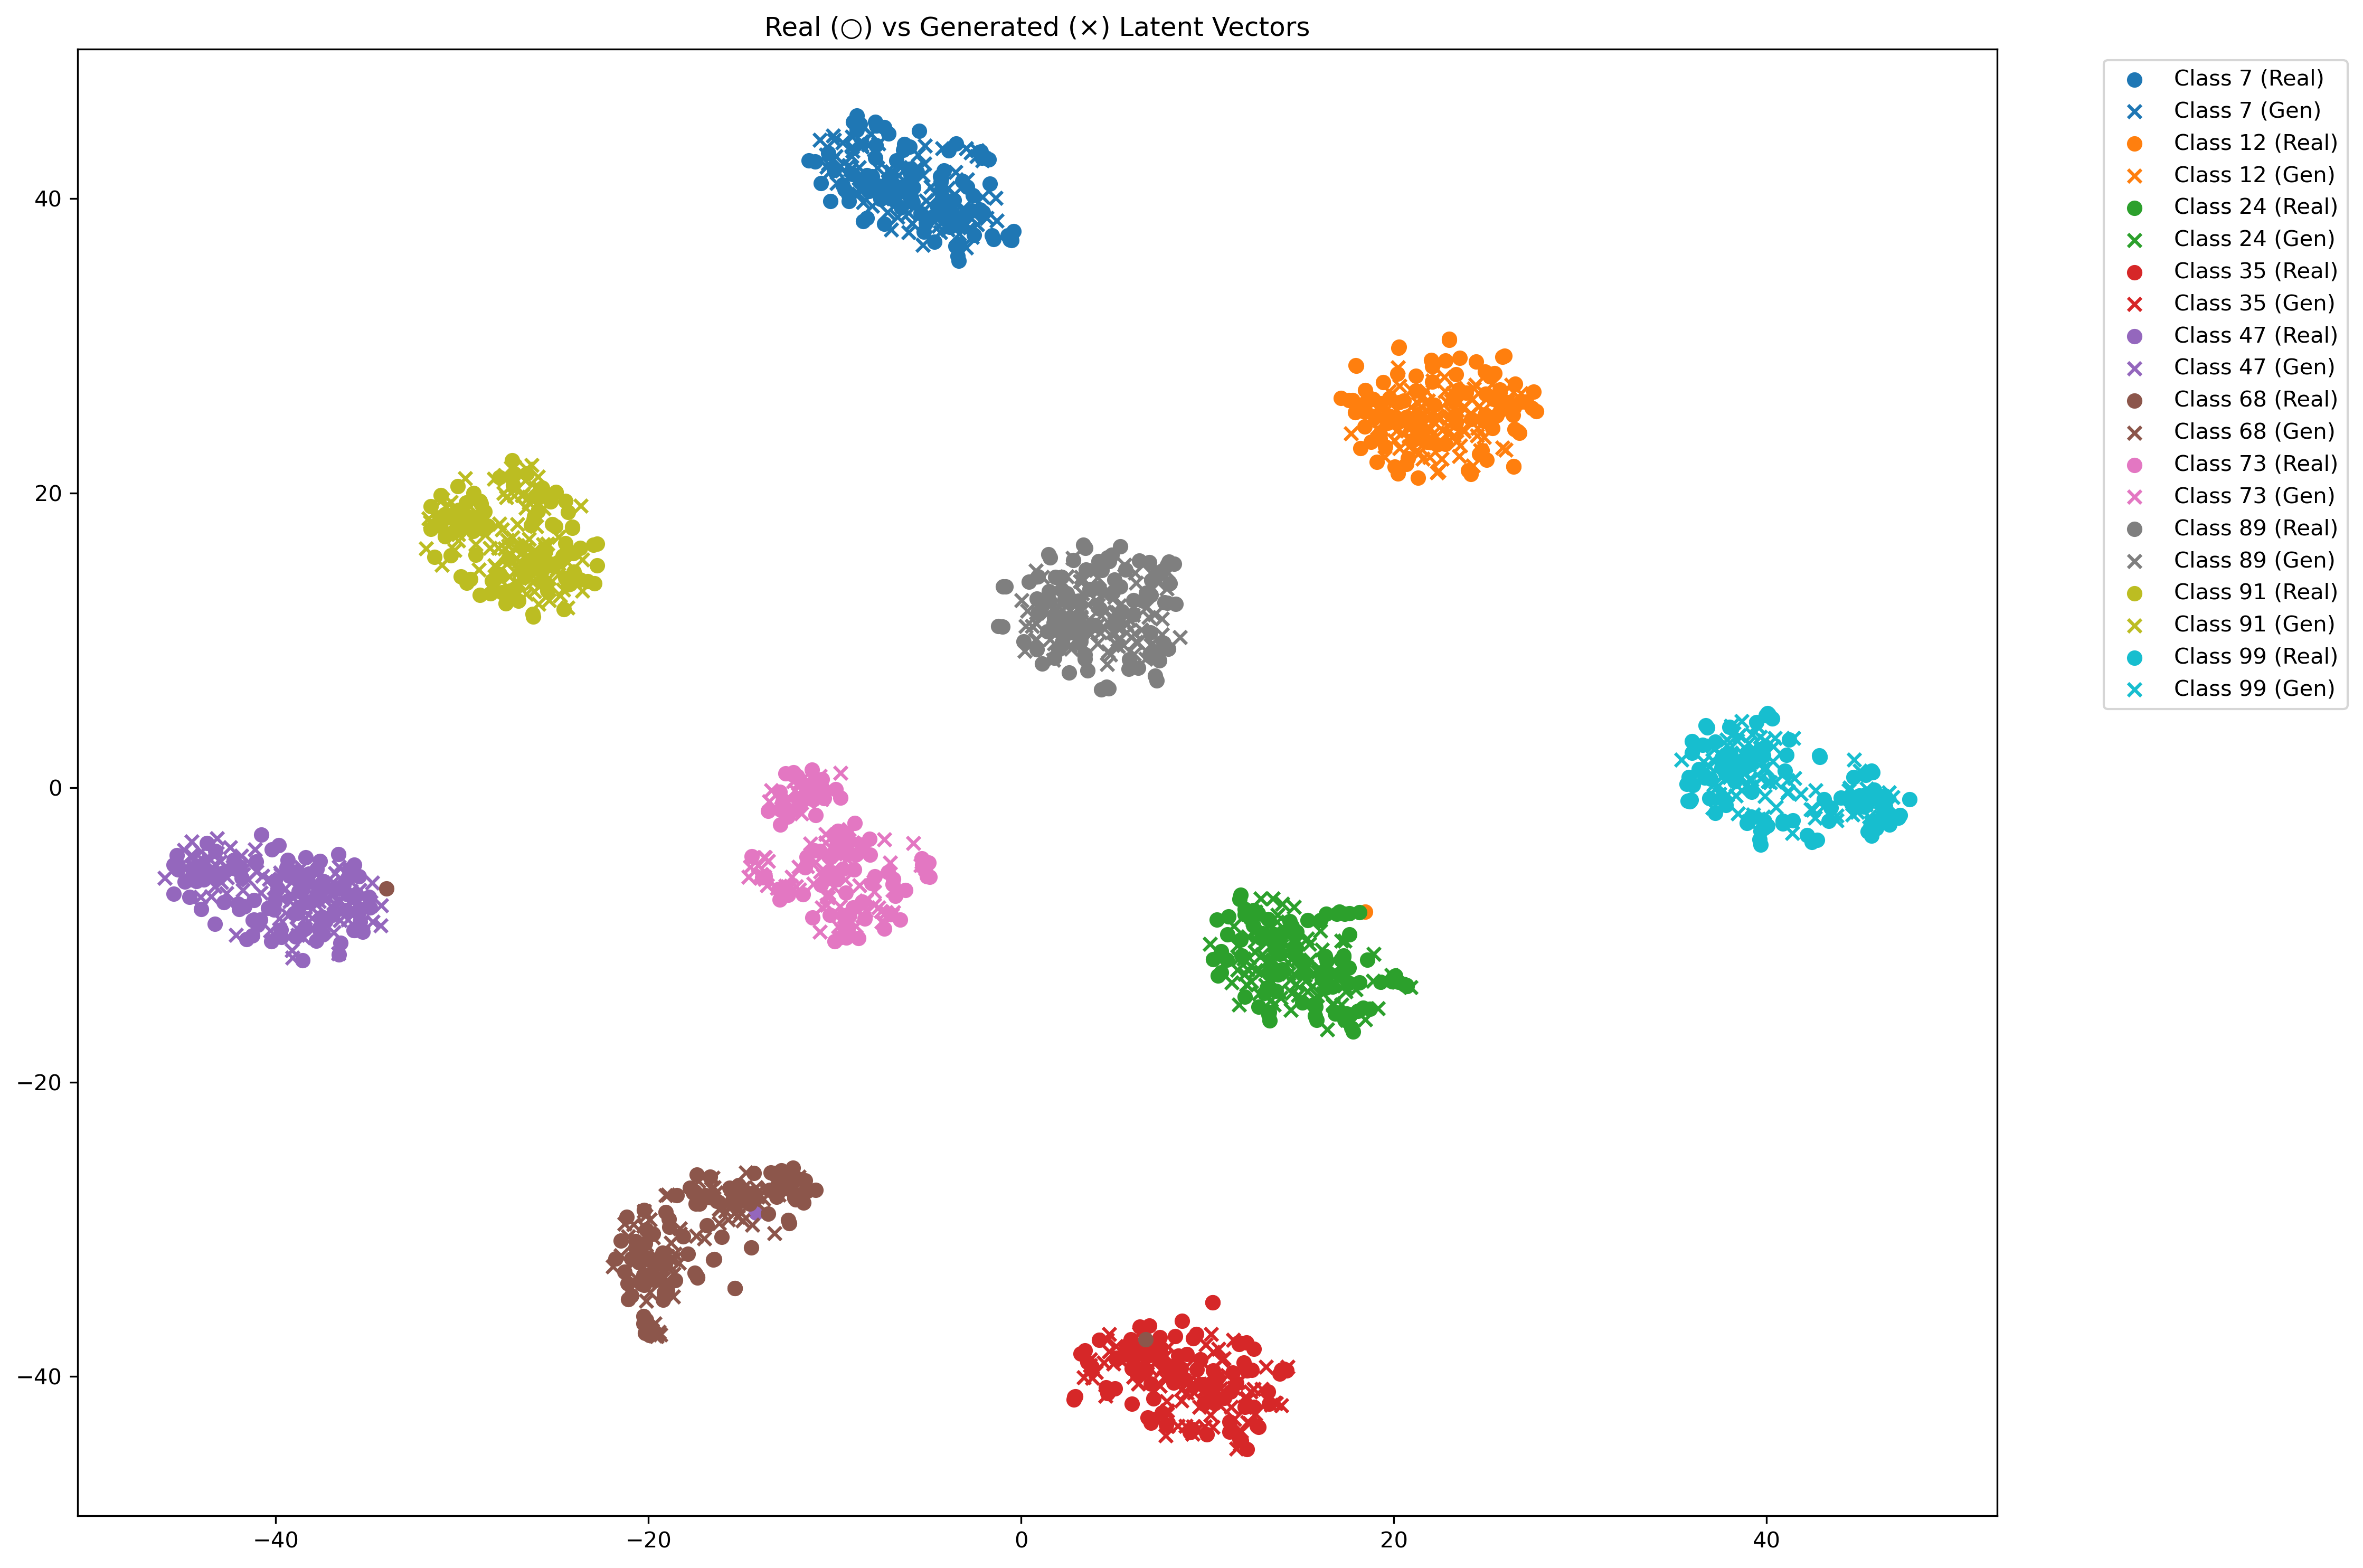 Real (○) vs Generated (×) Latent Vectors
40
20
0
−20
−40
−40
−20
0
20
40
Class 7 (Real)
Class 7 (Gen)
Class 12 (Real)
Class 12 (Gen)
Class 24 (Real)
Class 24 (Gen)
Class 35 (Real)
Class 35 (Gen)
Class 47 (Real)
Class 47 (Gen)
Class 68 (Real)
Class 68 (Gen)
Class 73 (Real)
Class 73 (Gen)
Class 89 (Real)
Class 89 (Gen)
Class 91 (Real)
Class 91 (Gen)
Class 99 (Real)
Class 99 (Gen)